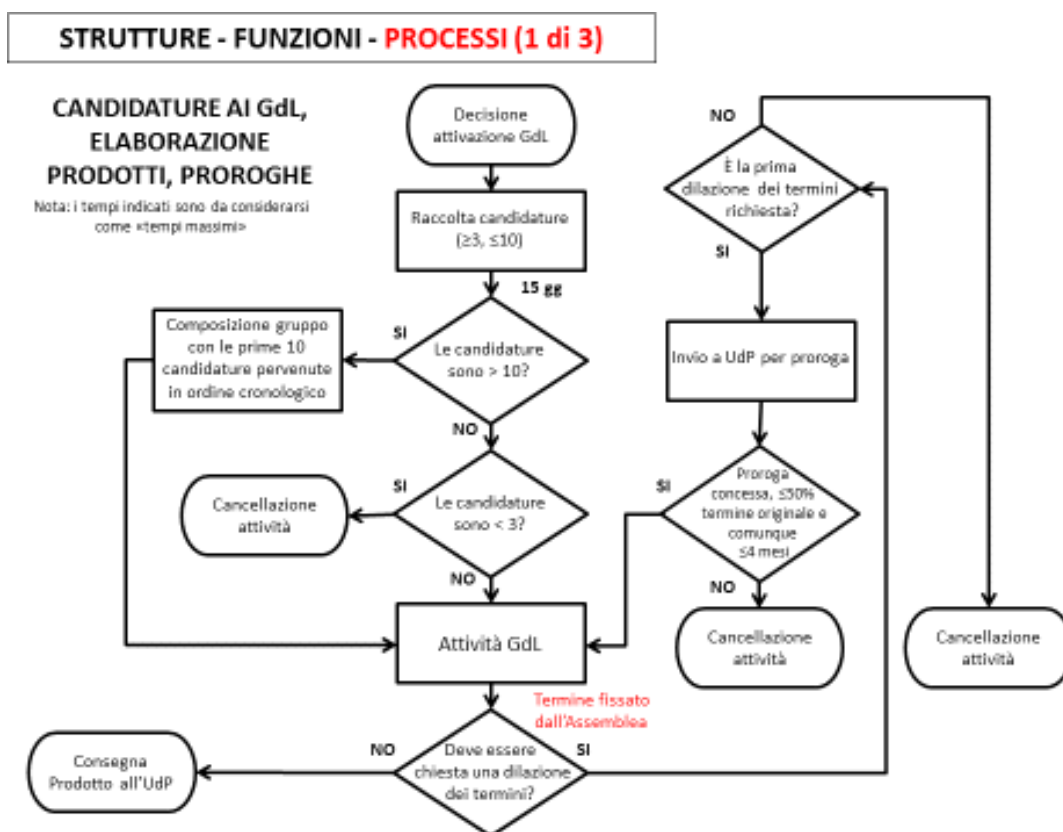 STRUTTURE - FUNZIONI - PROCESSI (1 di 3)
CANDIDATURE AI GdL,
ELABORAZIONE
PRODOTTI, PROROGHE
Nota: i tempi indicati sono da considerarsi
come «tempi massimi»
Decisione
attivazione GdL
Raccolta candidature
(≥3, ≤10)
15 gg
Le candidature
sono > 10?
SI
Composizione gruppo
con le prime 10
candidature pervenute
in ordine cronologico
NO
Le candidature
sono < 3?
SI
Cancellazione
attività
NO
Attività GdL
Termine fissato
dall'Assemblea
Deve essere
chiesta una dilazione
dei termini?
NO
Consegna
Prodotto all'UdP
SI
È la prima
dilazione dei termini
richiesta?
NO
SI
Invio a UdP per proroga
Proroga
concessa, ≤50%
termine originale e
comunque
≤4 mesi
SI
NO
Cancellazione
attività
Cancellazione
attività